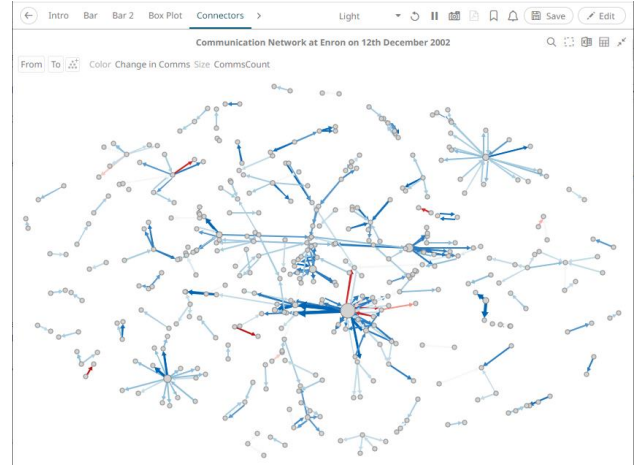 Intro Bar Bar 2 Box Plot Connectors Light Save Edit
Communication Network at Enron on 12th December 2002
From To Color Change in Comms Size CommsCount